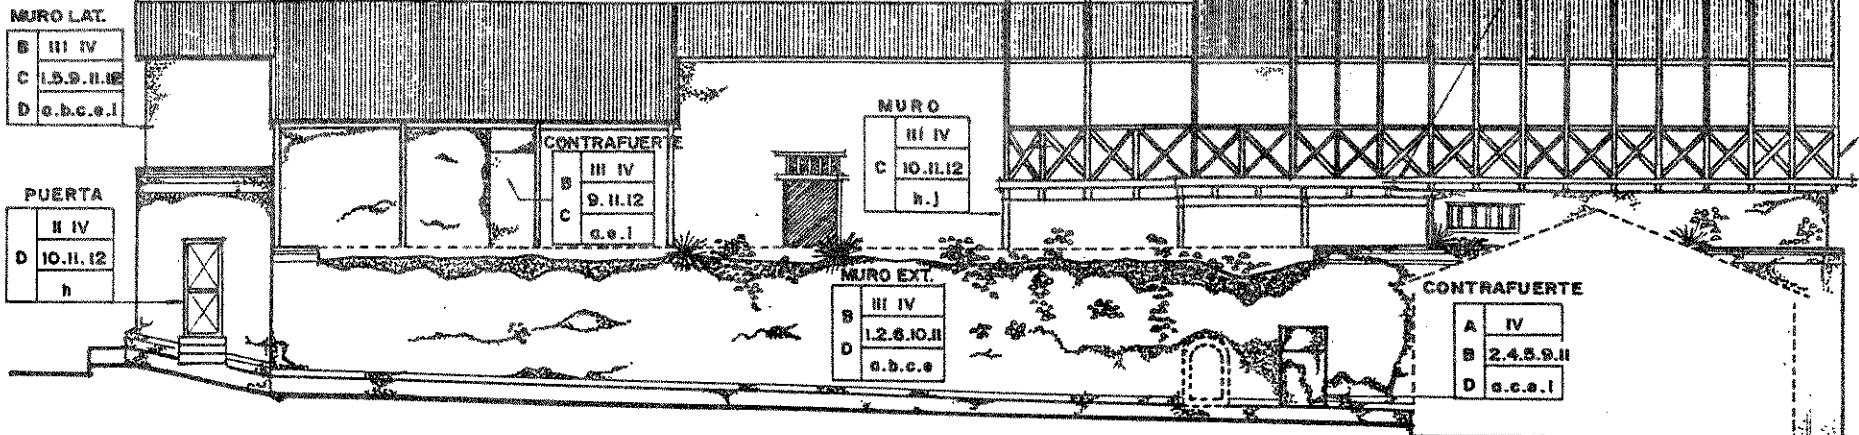 MURO LAT.
B III IV
C 1.5.9.11.12
D a.b.c.e.i
PUERTA
II IV
D 10.11.12
h
CONTRAFUERTE
III IV
B 9.11.12
C
a.e.i
MURO
III IV
C 10.11.12
h.j
MURO EXT.
B III IV
1.2.6.10.11
D
a.b.c.e
CONTRAFUERTE
A IV
B 2.4.5.9.11
D a.c.e.i